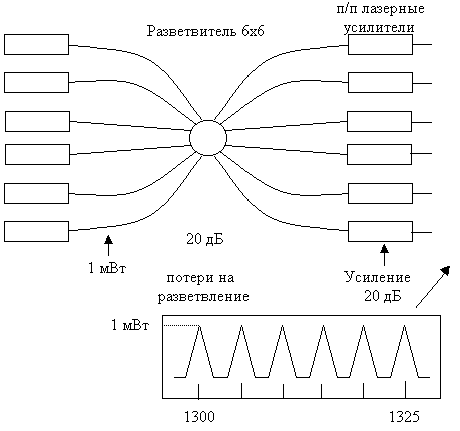 п/п лазерные
усилители
Разветвитель 6х6
20 дБ
1 мВт
потери на
разветвление
Усиление
20 дБ
1 мВт
1300
1325